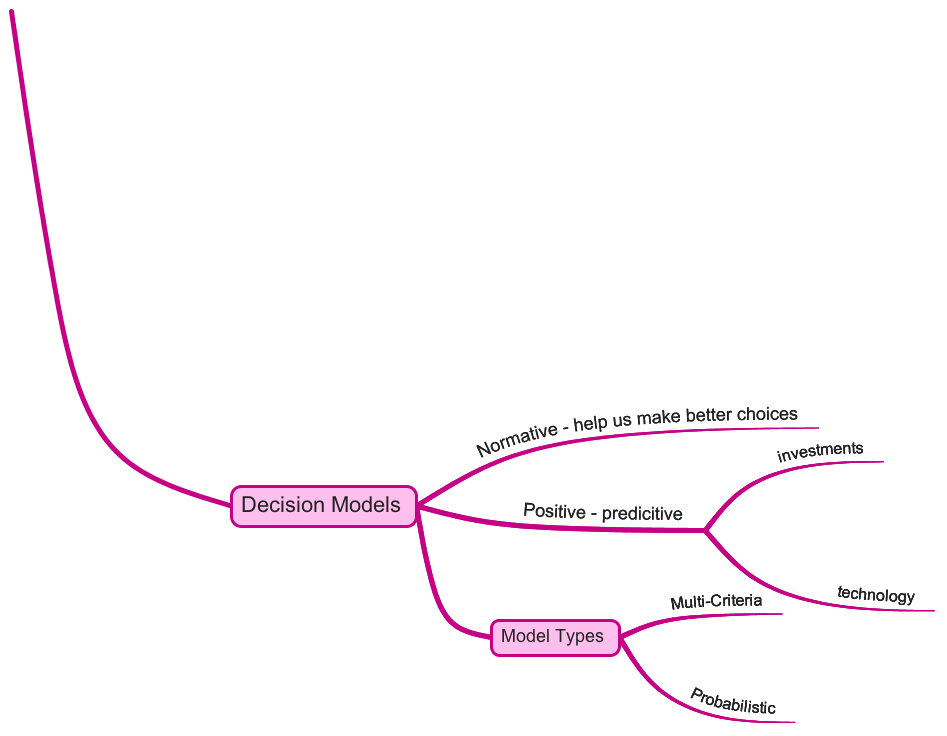 Decision Models
Normative - help us make better choices
Positive - predicitive
investments
technology
Model Types
Multi-Criteria
Probabilistic